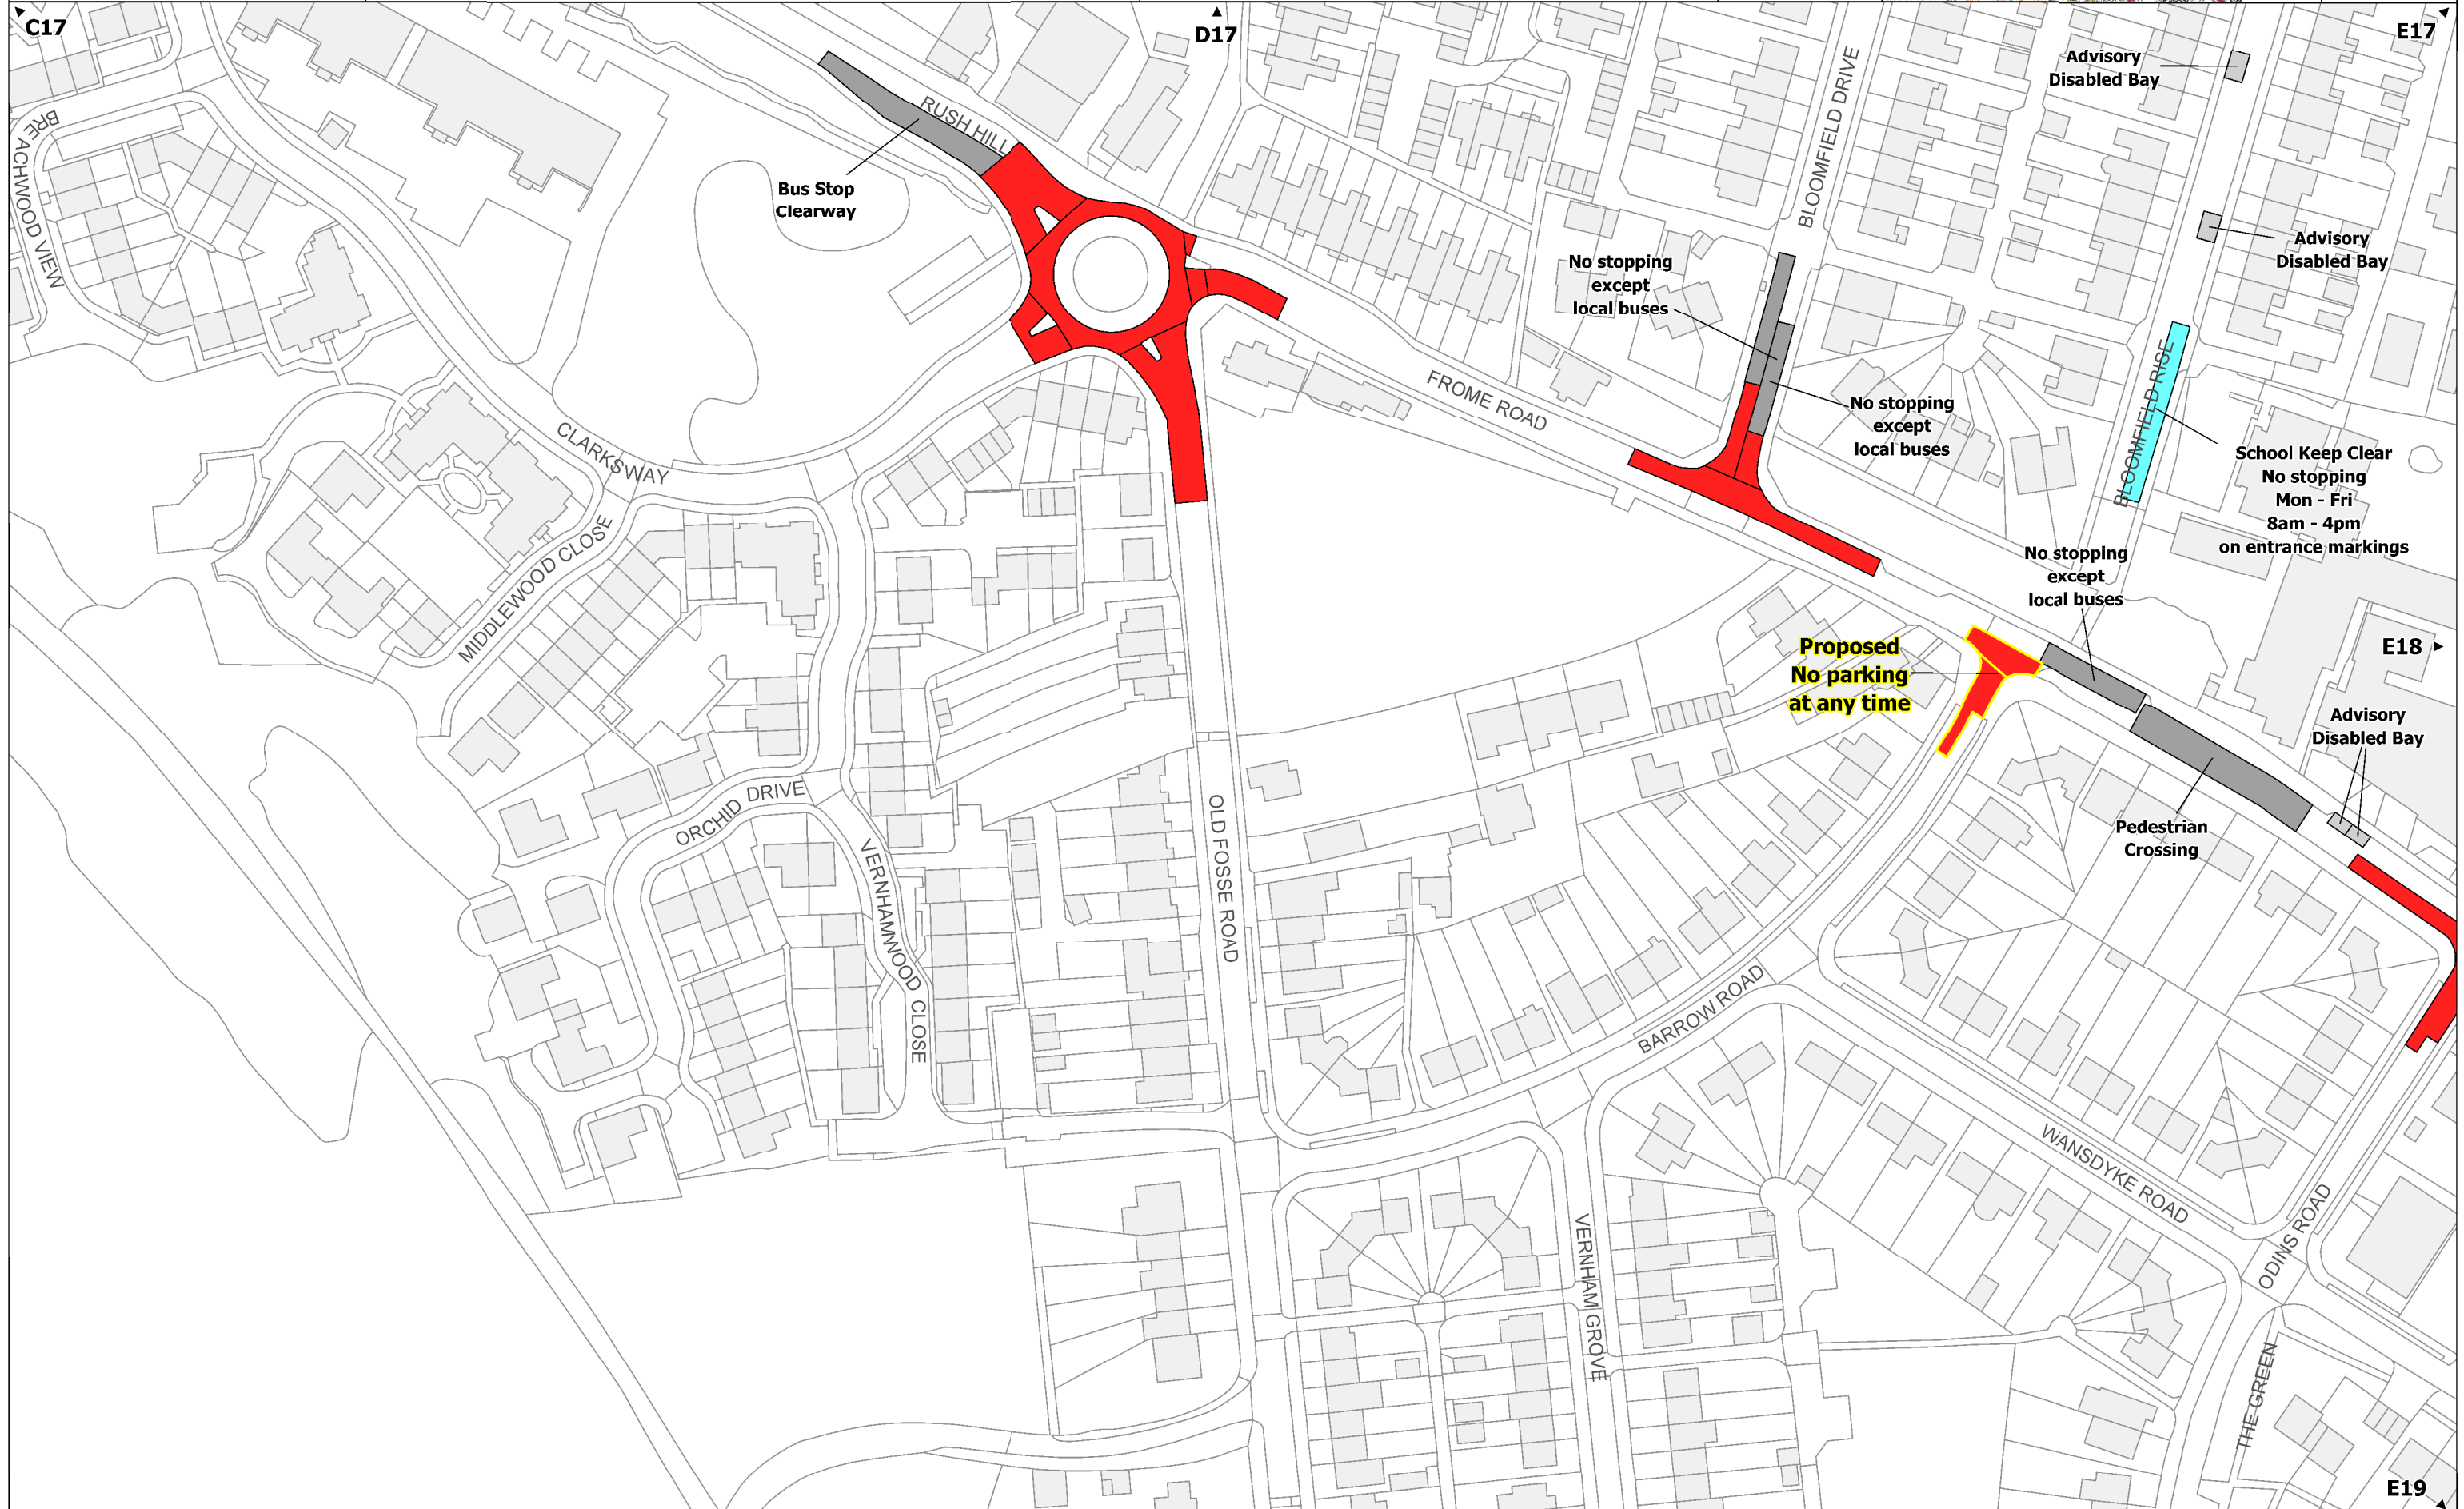 C17
D17
E17
Advisory
Disabled Bay
RUSH HILL
BLOOMFIELD DRIVE
BREACHWOOD VIEW
Bus Stop
Clearway
No stopping
except
local buses
Advisory
Disabled Bay
FROME ROAD
No stopping
except
local buses
BLOOMFIELD RISE
School Keep Clear
No stopping
Mon - Fri
8am - 4pm
on entrance markings
CLARKSWAY
MIDDLEWOOD CLOSE
No stopping
except
local buses
Proposed
No parking
at any time
E18
Advisory
Disabled Bay
ORCHID DRIVE
VERNHAMWOOD CLOSE
OLD FOSSE ROAD
Pedestrian
Crossing
BARROW ROAD
WANSDYKE ROAD
ODINS ROAD
VERNHAM GROVE
THE GREEN
E19